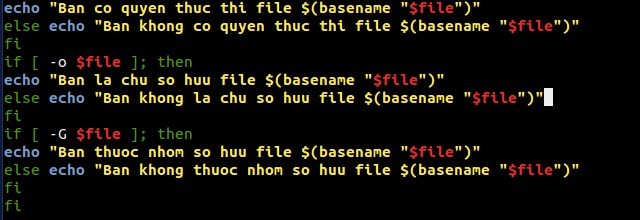 echo "Ban co quyen thuc thi file $(basename "$file")"
else echo "Ban khong co quyen thuc thi file $(basename "$file")"
fi
if [ -o $file ]; then
echo "Ban la chu so huu file $(basename "$file")"
else echo "Ban khong la chu so huu file $(basename "$file")"
fi
if [ -G $file ]; then
echo "Ban thuoc nhom so huu file $(basename "$file")"
else echo "Ban khong thuoc nhom so huu file $(basename "$file")"
fi
fi